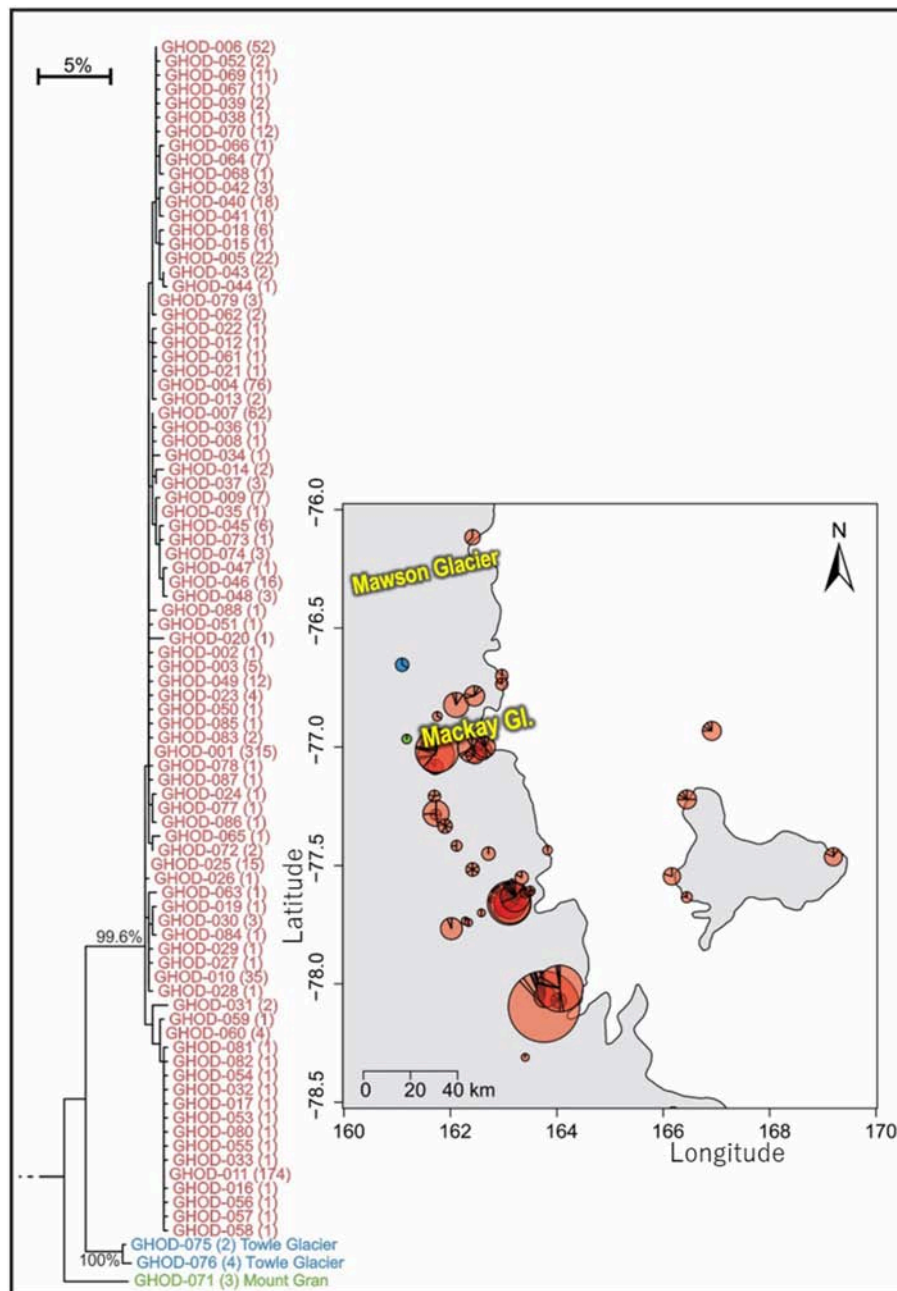 5%
GHOD-006 (52)
GHOD-052 (2)
GHOD-069 (11)
GHOD-067 (1)
GHOD-039 (2)
GHOD-038 (1)
GHOD-070 (12)
GHOD-066 (1)
GHOD-064 (7)
GHOD-068 (1)
GHOD-042 (3)
GHOD-040 (18)
GHOD-041 (1)
GHOD-018 (6)
GHOD-015 (1)
GHOD-005 (22)
GHOD-043 (2)
GHOD-044 (1)
GHOD-079 (3)
GHOD-062 (2)
GHOD-022 (1)
GHOD-012 (1)
GHOD-061 (1)
GHOD-021 (1)
GHOD-004 (76)
GHOD-013 (2)
GHOD-007 (62)
GHOD-036 (1)
GHOD-008 (1)
GHOD-034 (1)
GHOD-014 (2)
GHOD-037 (3)
GHOD-009 (7)
GHOD-035 (1)
GHOD-045 (6)
GHOD-073 (1)
GHOD-074 (3)
GHOD-047 (1)
GHOD-046 (16)
GHOD-048 (3)
GHOD-088 (1)
GHOD-051 (1)
GHOD-020 (1)
GHOD-002 (1)
GHOD-003 (5)
GHOD-049 (12)
GHOD-023 (4)
GHOD-050 (1)
GHOD-085 (1)
GHOD-083 (2)
GHOD-001 (315)
GHOD-078 (1)
GHOD-087 (1)
GHOD-024 (1)
GHOD-077 (1)
GHOD-086 (1)
GHOD-065 (1)
GHOD-072 (2)
GHOD-025 (15)
GHOD-026 (1)
GHOD-063 (1)
GHOD-019 (1)
GHOD-030 (3)
GHOD-084 (1)
99.6%
GHOD-029 (1)
GHOD-027 (1)
GHOD-010 (35)
GHOD-028 (1)
GHOD-031 (2)
GHOD-059 (1)
GHOD-060 (4)
GHOD-081 (1)
GHOD-082 (1)
GHOD-054 (1)
GHOD-032 (1)
GHOD-017 (1)
GHOD-053 (1)
GHOD-080 (1)
GHOD-055 (1)
GHOD-033 (1)
GHOD-011 (174)
GHOD-016 (1)
GHOD-056 (1)
GHOD-057 (1)
GHOD-058 (1)
GHOD-075 (2) Towle Glacier
100%
GHOD-076 (4) Towle Glacier
GHOD-071 (3) Mount Gran
Latitude
-76.0
-76.5
-77.0
-77.5
-78.0
-78.5
N
Mawson Glacier
Mackay Gl.
0 20 40 km
160 162 164 166 168 170
Longitude